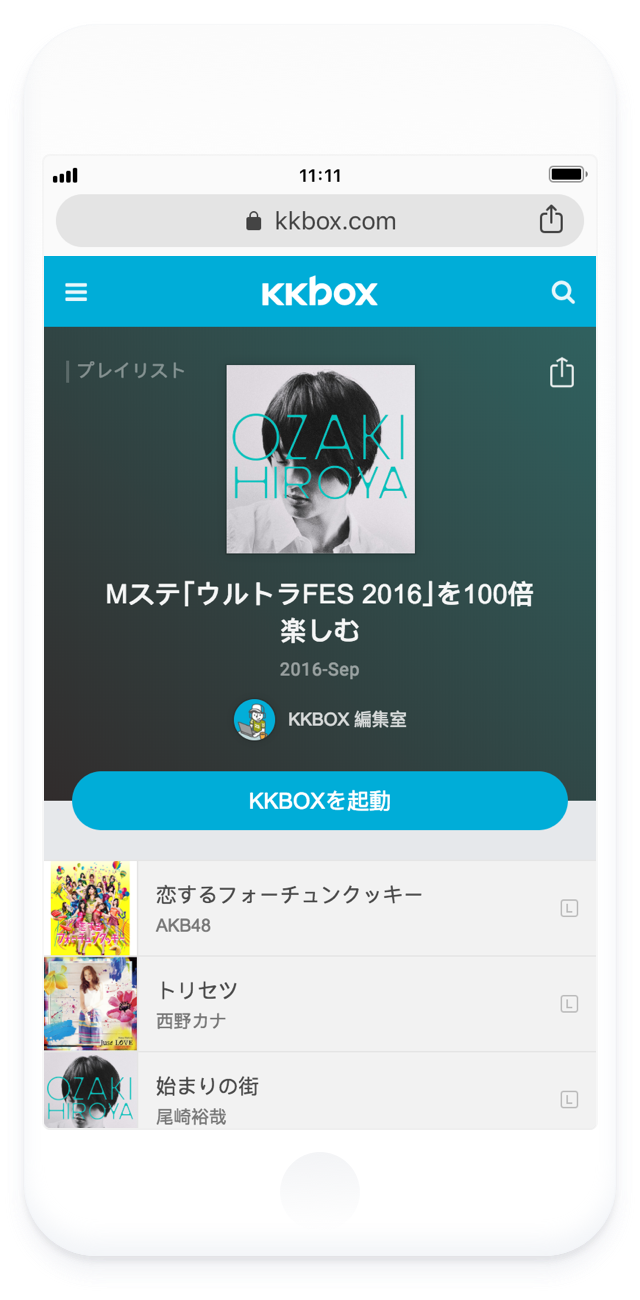 11:11
kkbox.com
KKBOX
プレイリスト
OZAKI
HIROYA
Mステ「ウルトラFES 2016」を100倍
楽しむ
2016-Sep
KKBOX 編集室
KKBOXを起動
恋するフォーチュンクッキー
AKB48
L
トリセツ
西野カナ
L
Just LOVE
OZAKI
HIROYA
始まりの街
尾崎裕哉
L